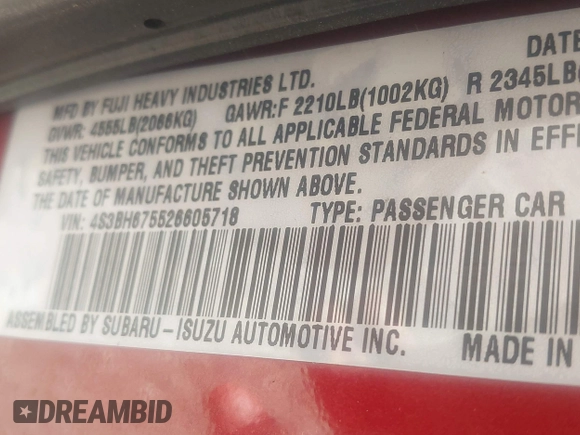 DATE
MFD BY FUJI HEAVY INDUSTRIES LTD.
GVWR: 4555LB(2066KG) GAWR:F 2210LB(1002KG) R 2345LB(
THIS VEHICLE CONFORMS TO ALL APPLICABLE FEDERAL MOTOR
SAFETY, BUMPER, AND THEFT PREVENTION STANDARDS IN EFFE
THE DATE OF MANUFACTURE SHOWN ABOVE.
VIN: 4S3BH675526605718 TYPE: PASSENGER CAR
ASSEMBLED BY SUBARU-ISUZU AUTOMOTIVE INC. MADE IN
DREAMBID